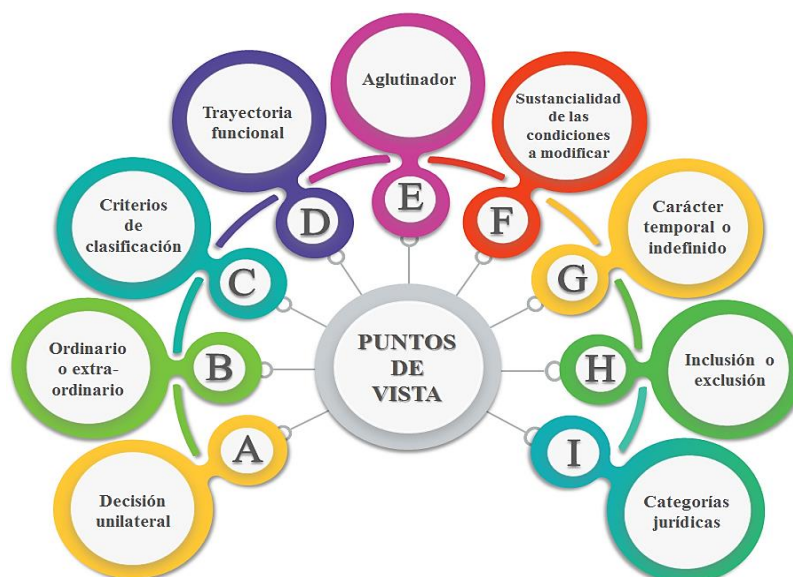 PUNTOS
DE
VISTA
A
Decisión
unilateral
B
Ordinario
o extra-
ordinario
C
Criterios
de
clasificación
D
Trayectoria
funcional
E
Aglutinador
F
Sustancialidad
de las
condiciones
a modificar
G
Carácter
temporal o
indefinido
H
Inclusión o
exclusión
I
Categorías
jurídicas